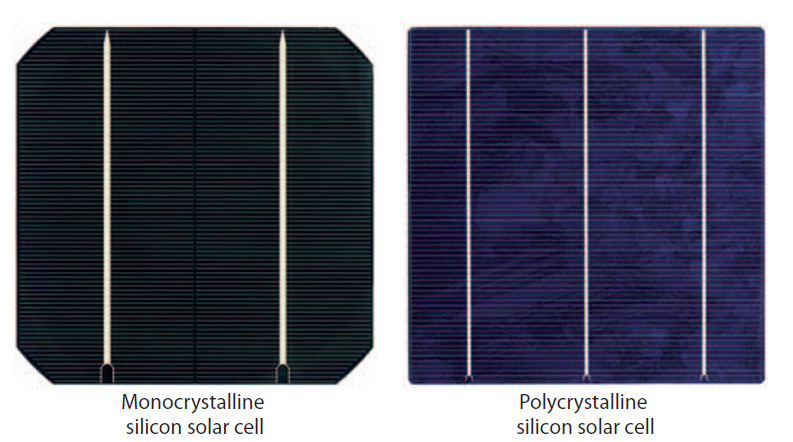 Monocrystalline
silicon solar cell
Polycrystalline
silicon solar cell